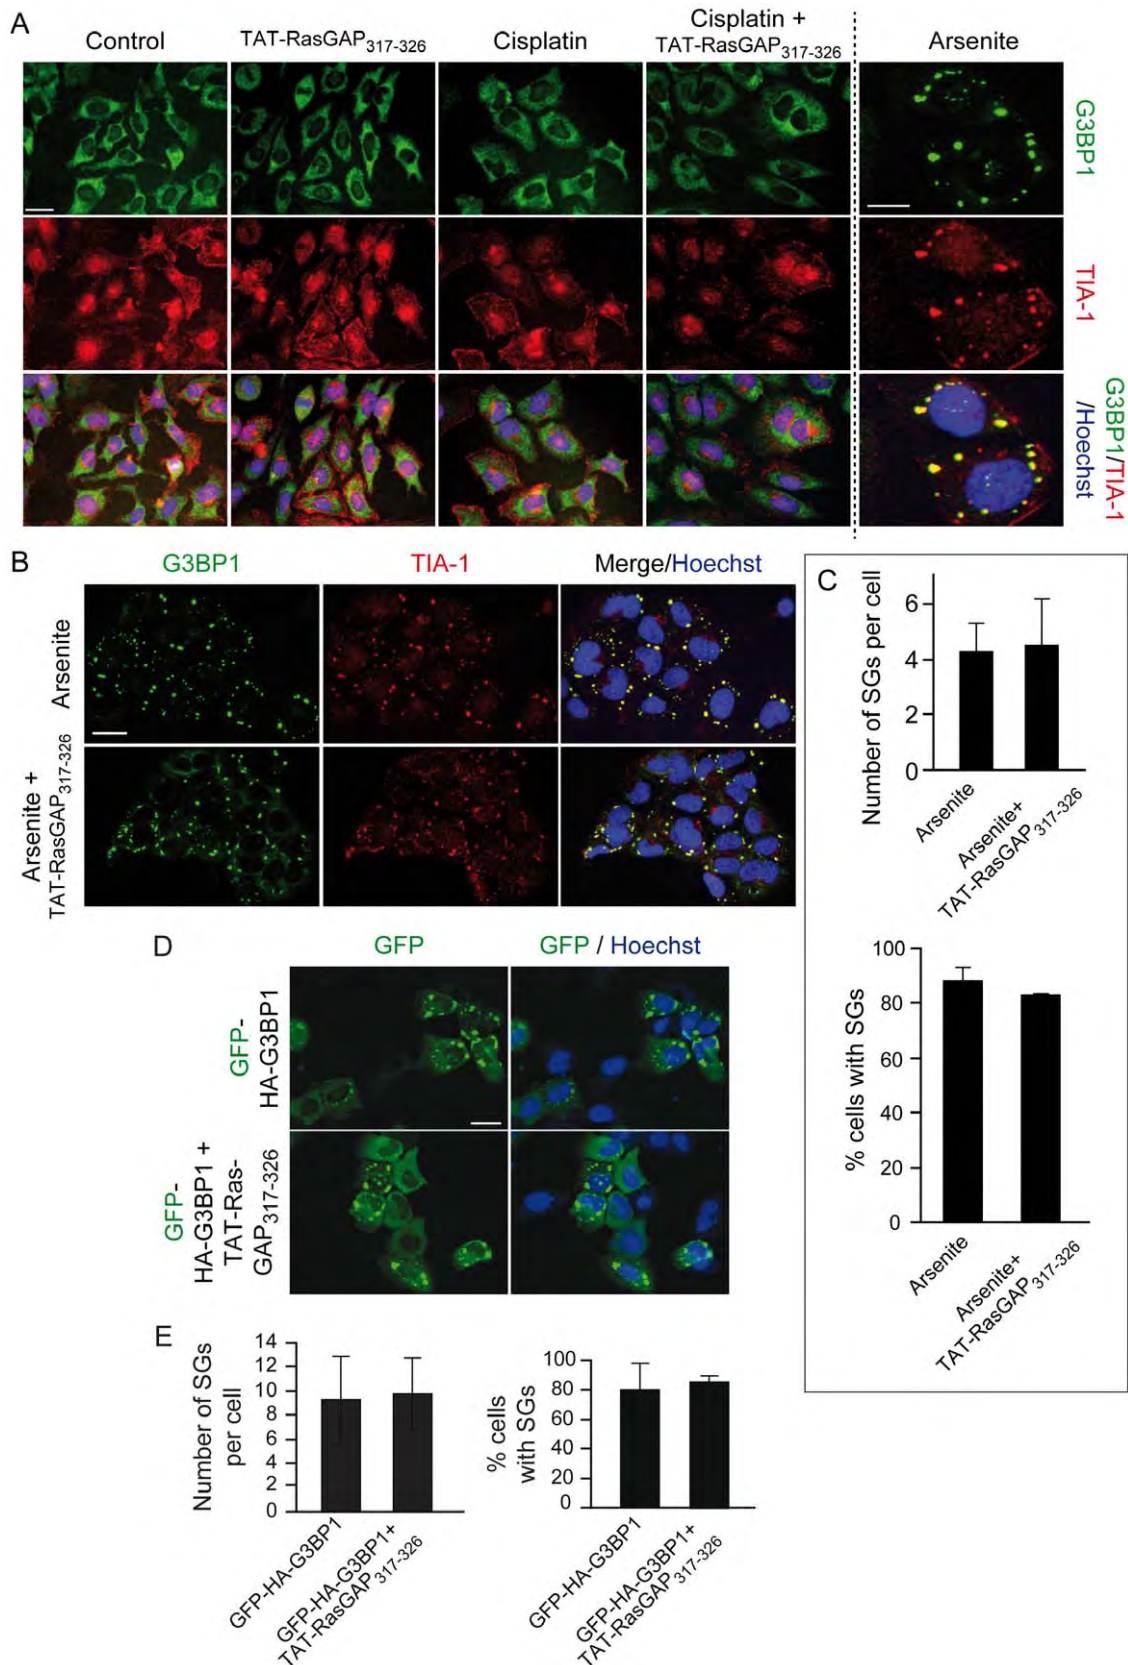 A
Control
TAT-RasGAP317-326
Cisplatin
Cisplatin +
TAT-RasGAP317-326
Arsenite
G3BP1
TIA-1
G3BP1/TIA-1
/Hoechst
B
G3BP1
TIA-1
Merge/Hoechst
Arsenite
Arsenite +
TAT-RasGAP317-326
C
Number of SGs per cell
6
4
2
0
Arsenite
Arsenite+
TAT-RasGAP317-326
% cells with SGs
100
80
60
40
20
0
Arsenite
Arsenite+
TAT-RasGAP317-326
D
GFP
GFP / Hoechst
GFP-
HA-G3BP1
GFP-
HA-G3BP1 +
TAT-Ras-
GAP317-326
E
Number of SGs
per cell
14
12
10
8
6
4
2
0
GFP-HA-G3BP1
GFP-HA-G3BP1+
TAT-RasGAP317-326
% cells
with SGs
100
80
60
40
20
0
GFP-HA-G3BP1
GFP-HA-G3BP1+
TAT-RasGAP317-326